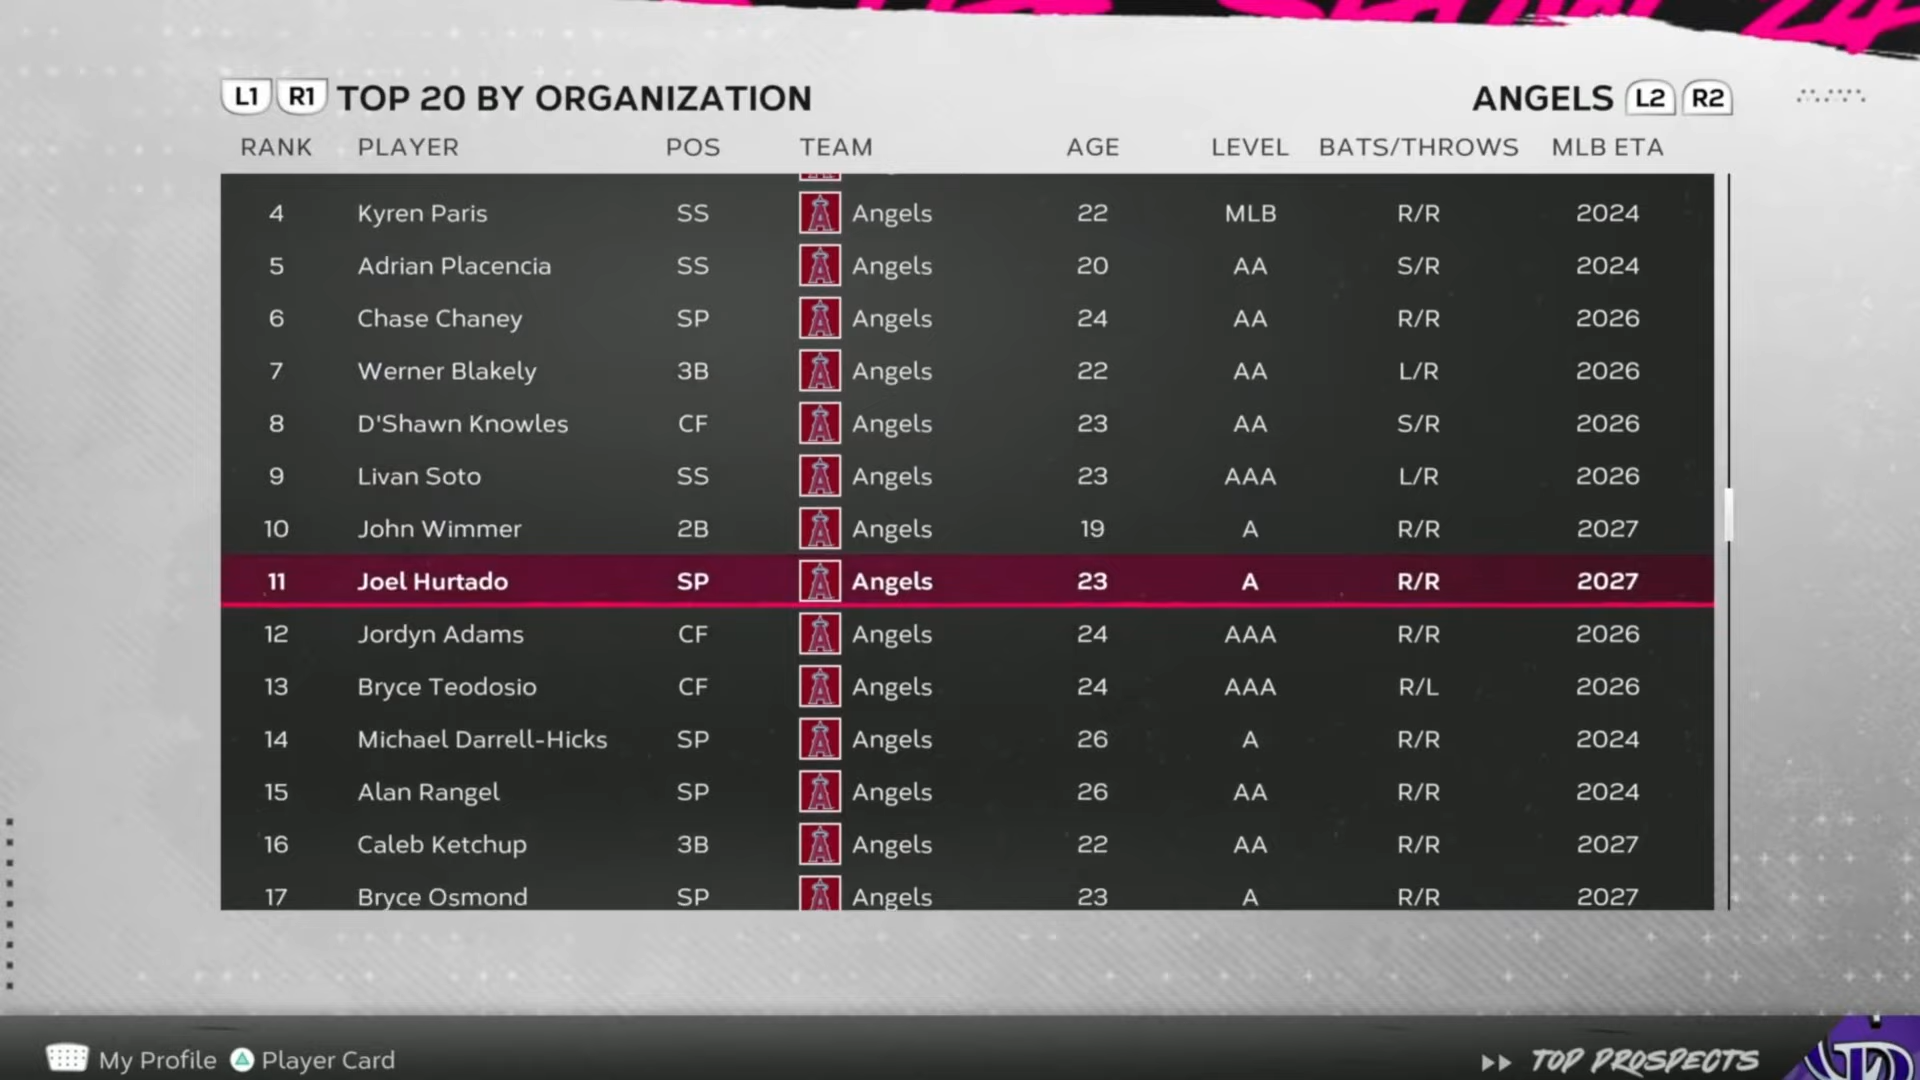 THE SHOW 24
L1 R1 TOP 20 BY ORGANIZATION ANGELS L2 R2
RANK PLAYER POS TEAM AGE LEVEL BATS/THROWS MLB ETA
4 Kyren Paris SS Angels 22 MLB R/R 2024
5 Adrian Placencia SS Angels 20 AA S/R 2024
6 Chase Chaney SP Angels 24 AA R/R 2026
7 Werner Blakely 3B Angels 22 AA L/R 2026
8 D'Shawn Knowles CF Angels 23 AA S/R 2026
9 Livan Soto SS Angels 23 AAA L/R 2026
10 John Wimmer 2B Angels 19 A R/R 2027
11 Joel Hurtado SP Angels 23 A R/R 2027
12 Jordyn Adams CF Angels 24 AAA R/R 2026
13 Bryce Teodosio CF Angels 24 AAA R/L 2026
14 Michael Darrell-Hicks SP Angels 26 A R/R 2024
15 Alan Rangel SP Angels 26 AA R/R 2024
16 Caleb Ketchup 3B Angels 22 AA R/R 2027
17 Bryce Osmond SP Angels 23 A R/R 2027
My Profile Player Card TOP PROSPECTS